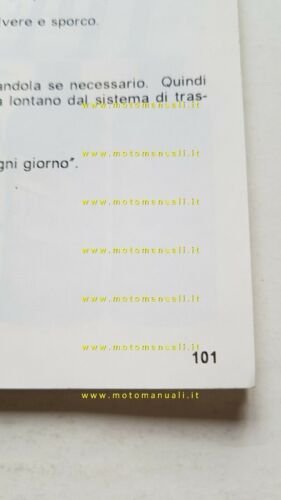 lvere e sporco.
www.motomanuali.it
andola se necessario. Quindi
www.motomanuali.it
a lontano dal sistema di tras-
www.motomanuali.it
gni giorno".
www.motomanuali.it
www.motomanuali.it
www.motomanuali.it
www.motomanuali.it
101
www.motomanuali.it